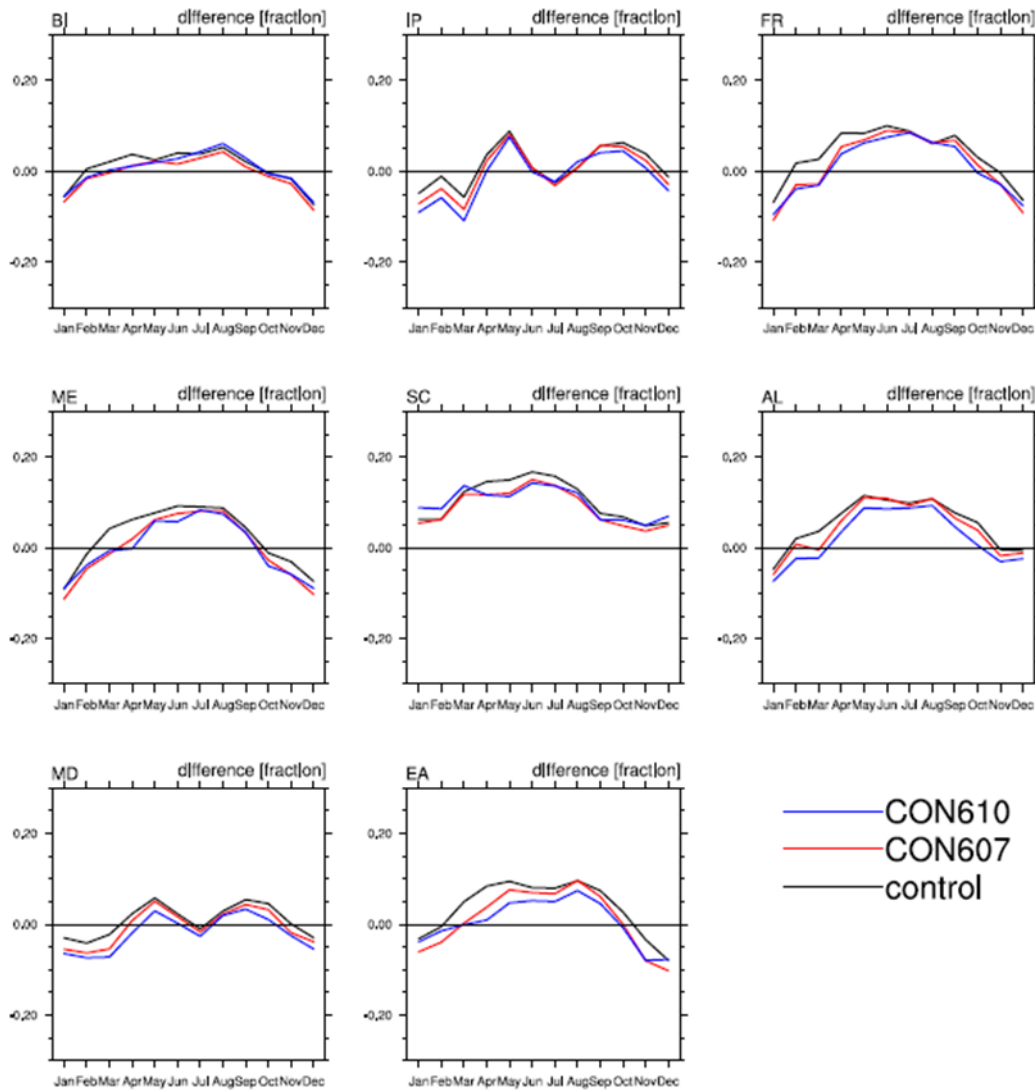 BI difference [fraction]
IP difference [fraction]
FR difference [fraction]
0.20
0.00
-0.20
0.20
0.00
-0.20
0.20
0.00
-0.20
Jan Feb Mar Apr May Jun Jul Aug Sep Oct Nov Dec
Jan Feb Mar Apr May Jun Jul Aug Sep Oct Nov Dec
Jan Feb Mar Apr May Jun Jul Aug Sep Oct Nov Dec
ME difference [fraction]
SC difference [fraction]
AL difference [fraction]
0.20
0.00
-0.20
0.20
0.00
-0.20
0.20
0.00
-0.20
Jan Feb Mar Apr May Jun Jul Aug Sep Oct Nov Dec
Jan Feb Mar Apr May Jun Jul Aug Sep Oct Nov Dec
Jan Feb Mar Apr May Jun Jul Aug Sep Oct Nov Dec
MD difference [fraction]
EA difference [fraction]
0.20
0.00
-0.20
0.20
0.00
-0.20
Jan Feb Mar Apr May Jun Jul Aug Sep Oct Nov Dec
Jan Feb Mar Apr May Jun Jul Aug Sep Oct Nov Dec
CON610
CON607
control